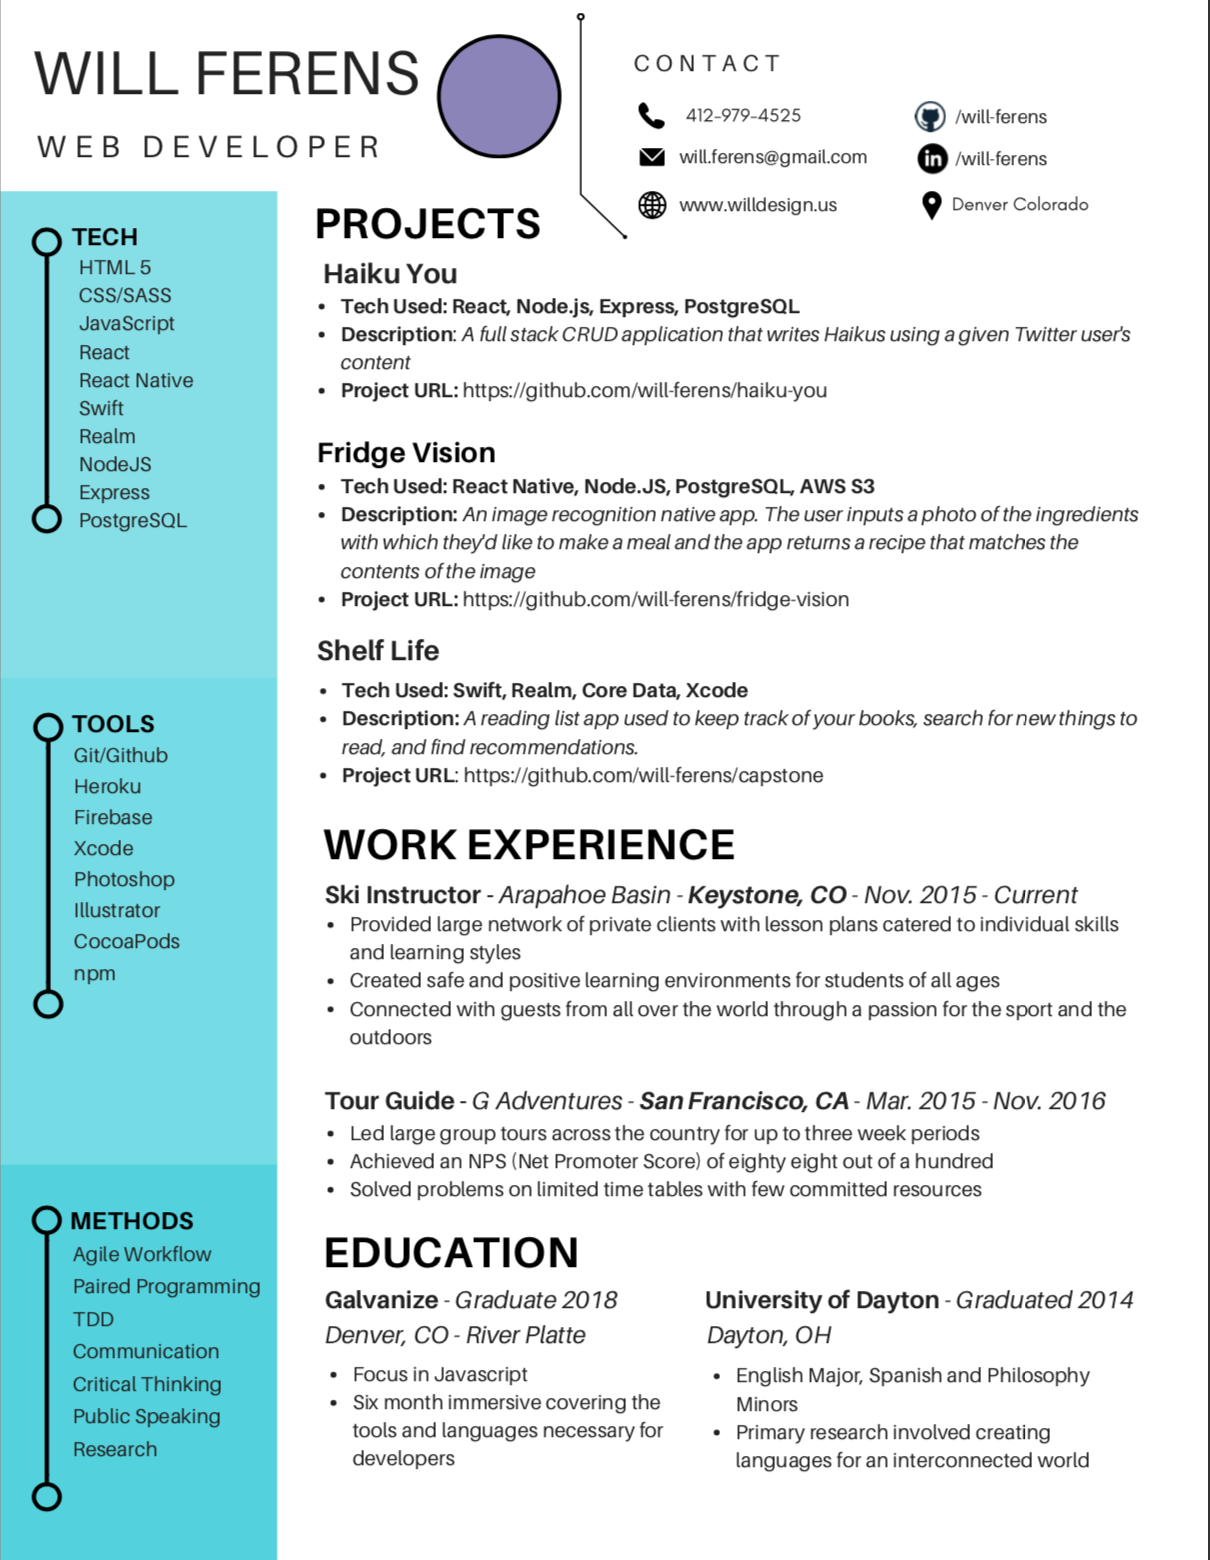 WILL FERENS
WEB DEVELOPER
CONTACT
412-979-4525
/will-ferens
will.ferens@gmail.com
/will-ferens
www.willdesign.us
Denver Colorado
TECH
HTML 5
CSS/SASS
JavaScript
React
React Native
Swift
Realm
NodeJS
Express
PostgreSQL
TOOLS
Git/Github
Heroku
Firebase
Xcode
Photoshop
Illustrator
CocoaPods
npm
METHODS
Agile Workflow
Paired Programming
TDD
Communication
Critical Thinking
Public Speaking
Research
PROJECTS
Haiku You
• Tech Used: React, Node.js, Express, PostgreSQL
• Description: A full stack CRUD application that writes Haikus using a given Twitter user's
content
• Project URL: https://github.com/will-ferens/haiku-you
Fridge Vision
• Tech Used: React Native, Node.JS, PostgreSQL, AWS S3
• Description: An image recognition native app. The user inputs a photo of the ingredients
with which they'd like to make a meal and the app returns a recipe that matches the
contents of the image
• Project URL: https://github.com/will-ferens/fridge-vision
Shelf Life
• Tech Used: Swift, Realm, Core Data, Xcode
• Description: A reading list app used to keep track of your books, search for new things to
read, and find recommendations.
• Project URL: https://github.com/will-ferens/capstone
WORK EXPERIENCE
Ski Instructor - Arapahoe Basin - Keystone, CO - Nov. 2015 - Current
• Provided large network of private clients with lesson plans catered to individual skills
and learning styles
• Created safe and positive learning environments for students of all ages
• Connected with guests from all over the world through a passion for the sport and the
outdoors
Tour Guide - G Adventures - San Francisco, CA - Mar. 2015 - Nov. 2016
• Led large group tours across the country for up to three week periods
• Achieved an NPS (Net Promoter Score) of eighty eight out of a hundred
• Solved problems on limited time tables with few committed resources
EDUCATION
Galvanize - Graduate 2018
Denver, CO - River Platte
• Focus in Javascript
• Six month immersive covering the
tools and languages necessary for
developers
University of Dayton - Graduated 2014
Dayton, OH
• English Major, Spanish and Philosophy
Minors
• Primary research involved creating
languages for an interconnected world